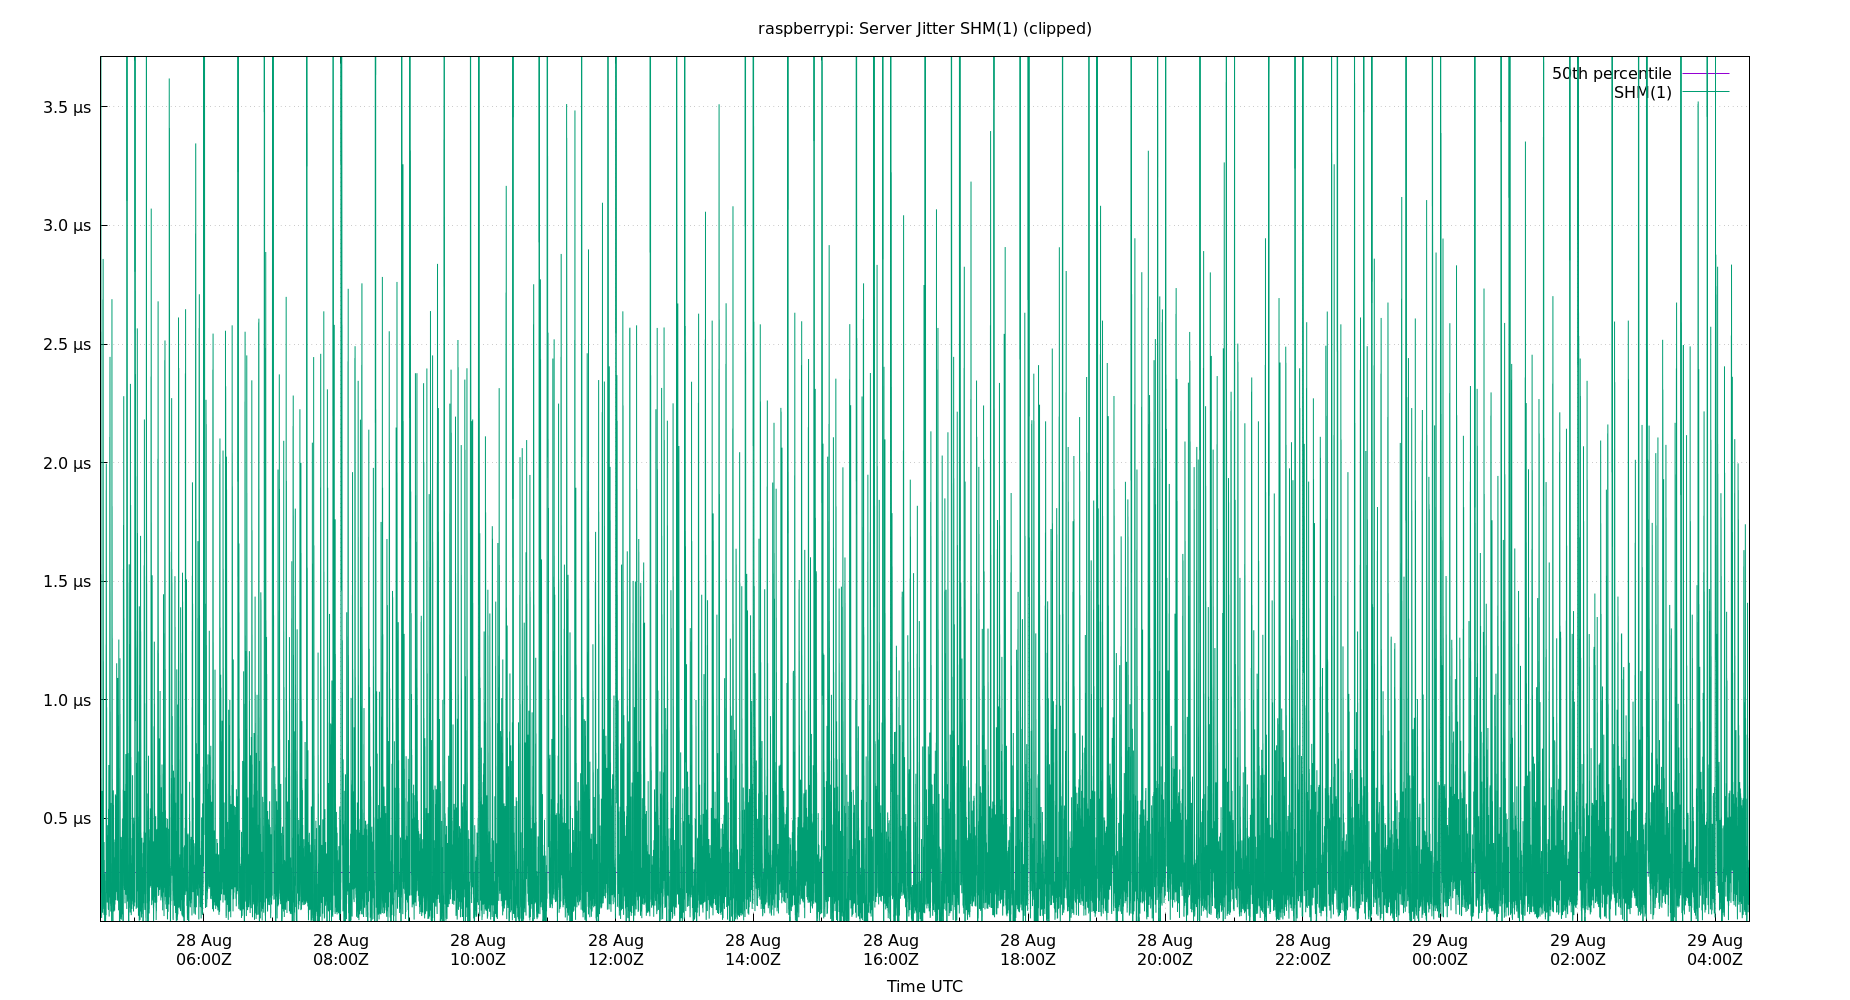 raspberrypi: Server Jitter SHM(1) (clipped)
50th percentile
SHM(1)
3.5 µs
3.0 µs
2.5 µs
2.0 µs
1.5 µs
1.0 µs
0.5 µs
28 Aug 28 Aug 28 Aug 28 Aug 28 Aug 28 Aug 28 Aug 28 Aug 28 Aug 29 Aug 29 Aug 29 Aug
06:00Z 08:00Z 10:00Z 12:00Z 14:00Z 16:00Z 18:00Z 20:00Z 22:00Z 00:00Z 02:00Z 04:00Z
Time UTC